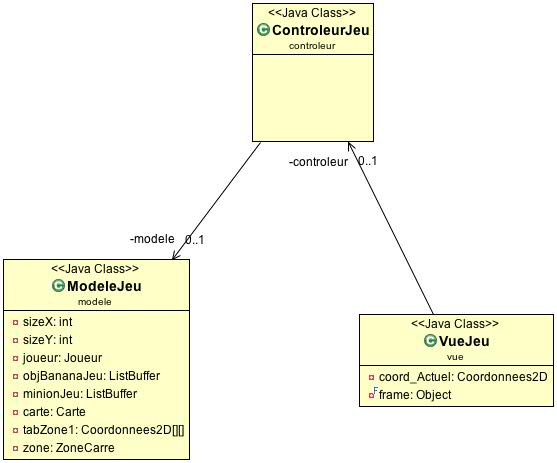 <<Java Class>>
ControleurJeu
controleur
-controleur
0..1
-modele
0..1
<<Java Class>>
ModeleJeu
modele
sizeX: int
sizeY: int
joueur: Joueur
objBananaJeu: ListBuffer
minionJeu: ListBuffer
carte: Carte
tabZone1: Coordonnees2D[][]
zone: ZoneCarre
<<Java Class>>
VueJeu
vue
coord_Actuel: Coordonnees2D
frame: Object